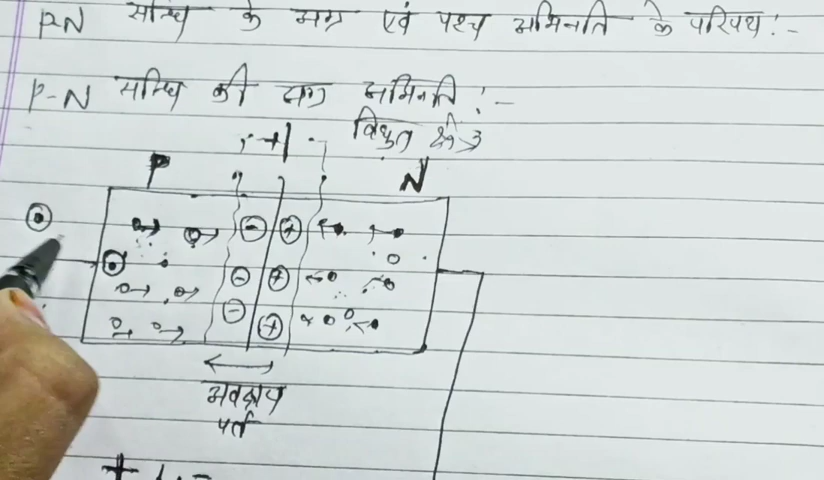 PN सन्धि के अग्र एवं पश्च अभिनति के परिपथ :-
P-N सन्धि की अग्र अभिनति :-
विधुत क्षेत्र
P N
- +
- +
- +
अवक्षय
पर्त
+